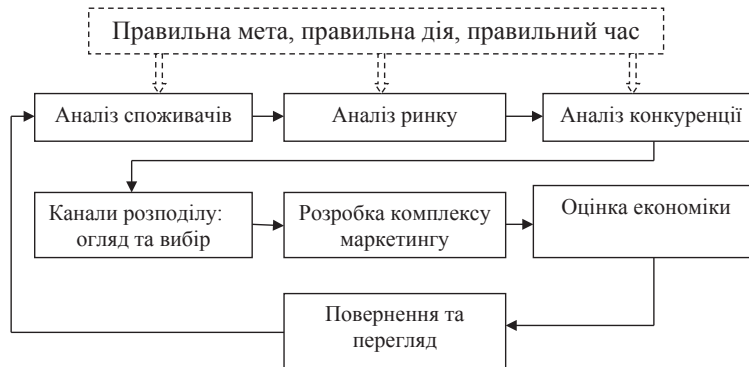 Правильна мета, правильна дія, правильний час
Аналіз споживачів
Аналіз ринку
Аналіз конкуренції
Канали розподілу:
огляд та вибір
Розробка комплексу
маркетингу
Оцінка економіки
Повернення та
перегляд